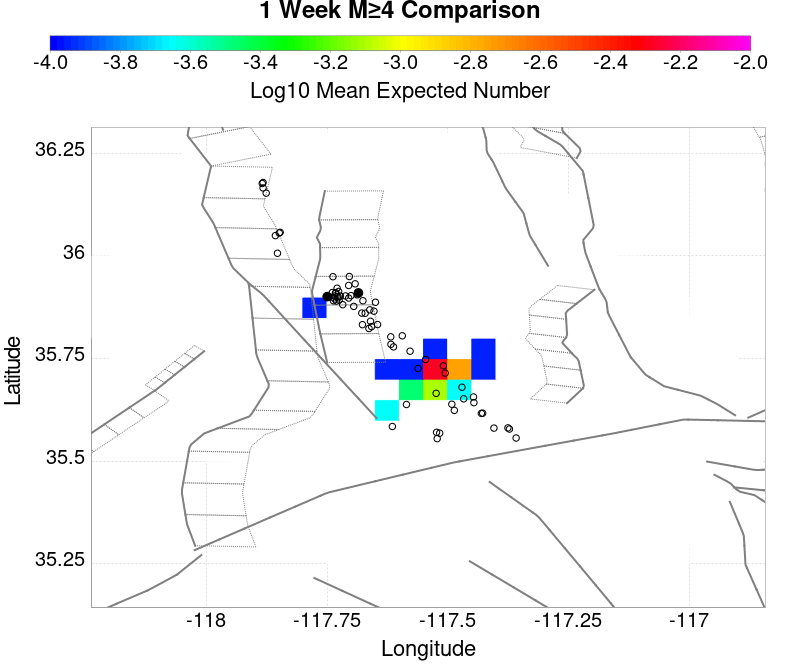 1 Week M≥4 Comparison
-4.0 -3.8 -3.6 -3.4 -3.2 -3.0 -2.8 -2.6 -2.4 -2.2 -2.0
Log10 Mean Expected Number
36.25
36
35.75
35.5
35.25
Latitude
-118 -117.75 -117.5 -117.25 -117
Longitude